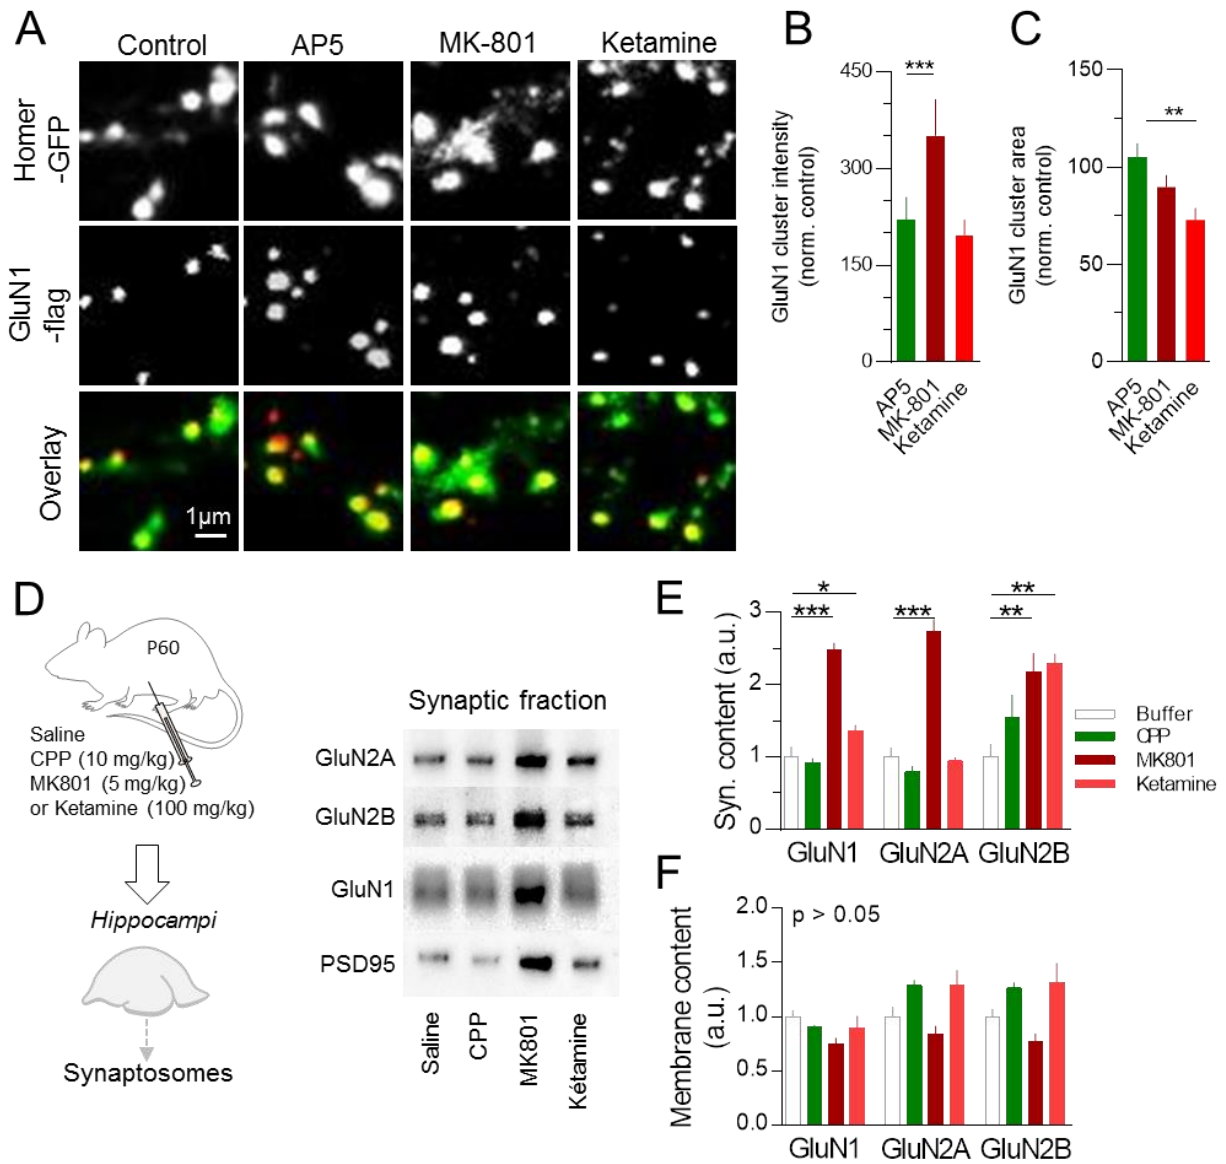 A
Control
AP5
MK-801
Ketamine
Homer
-GFP
GluN1
-flag
Overlay
1µm
B
GluN1 cluster intensity
(norm. control)
450
300
150
0
***
AP5
MK-801
Ketamine
C
GluN1 cluster area
(norm. control)
150
100
50
0
**
AP5
MK-801
Ketamine
D
P60
Saline
CPP (10 mg/kg)
MK801 (5 mg/kg)
or Ketamine (100 mg/kg)
Hippocampi
Synaptosomes
Synaptic fraction
GluN2A
GluN2B
GluN1
PSD95
Saline
CPP
MK801
Kétamine
E
Syn. content (a.u.)
3
2
1
0
*
***
***
**
**
GluN1
GluN2A
GluN2B
Buffer
CPP
MK801
Ketamine
F
Membrane content
(a.u.)
2.0
1.5
1.0
0.5
0.0
p > 0.05
GluN1
GluN2A
GluN2B